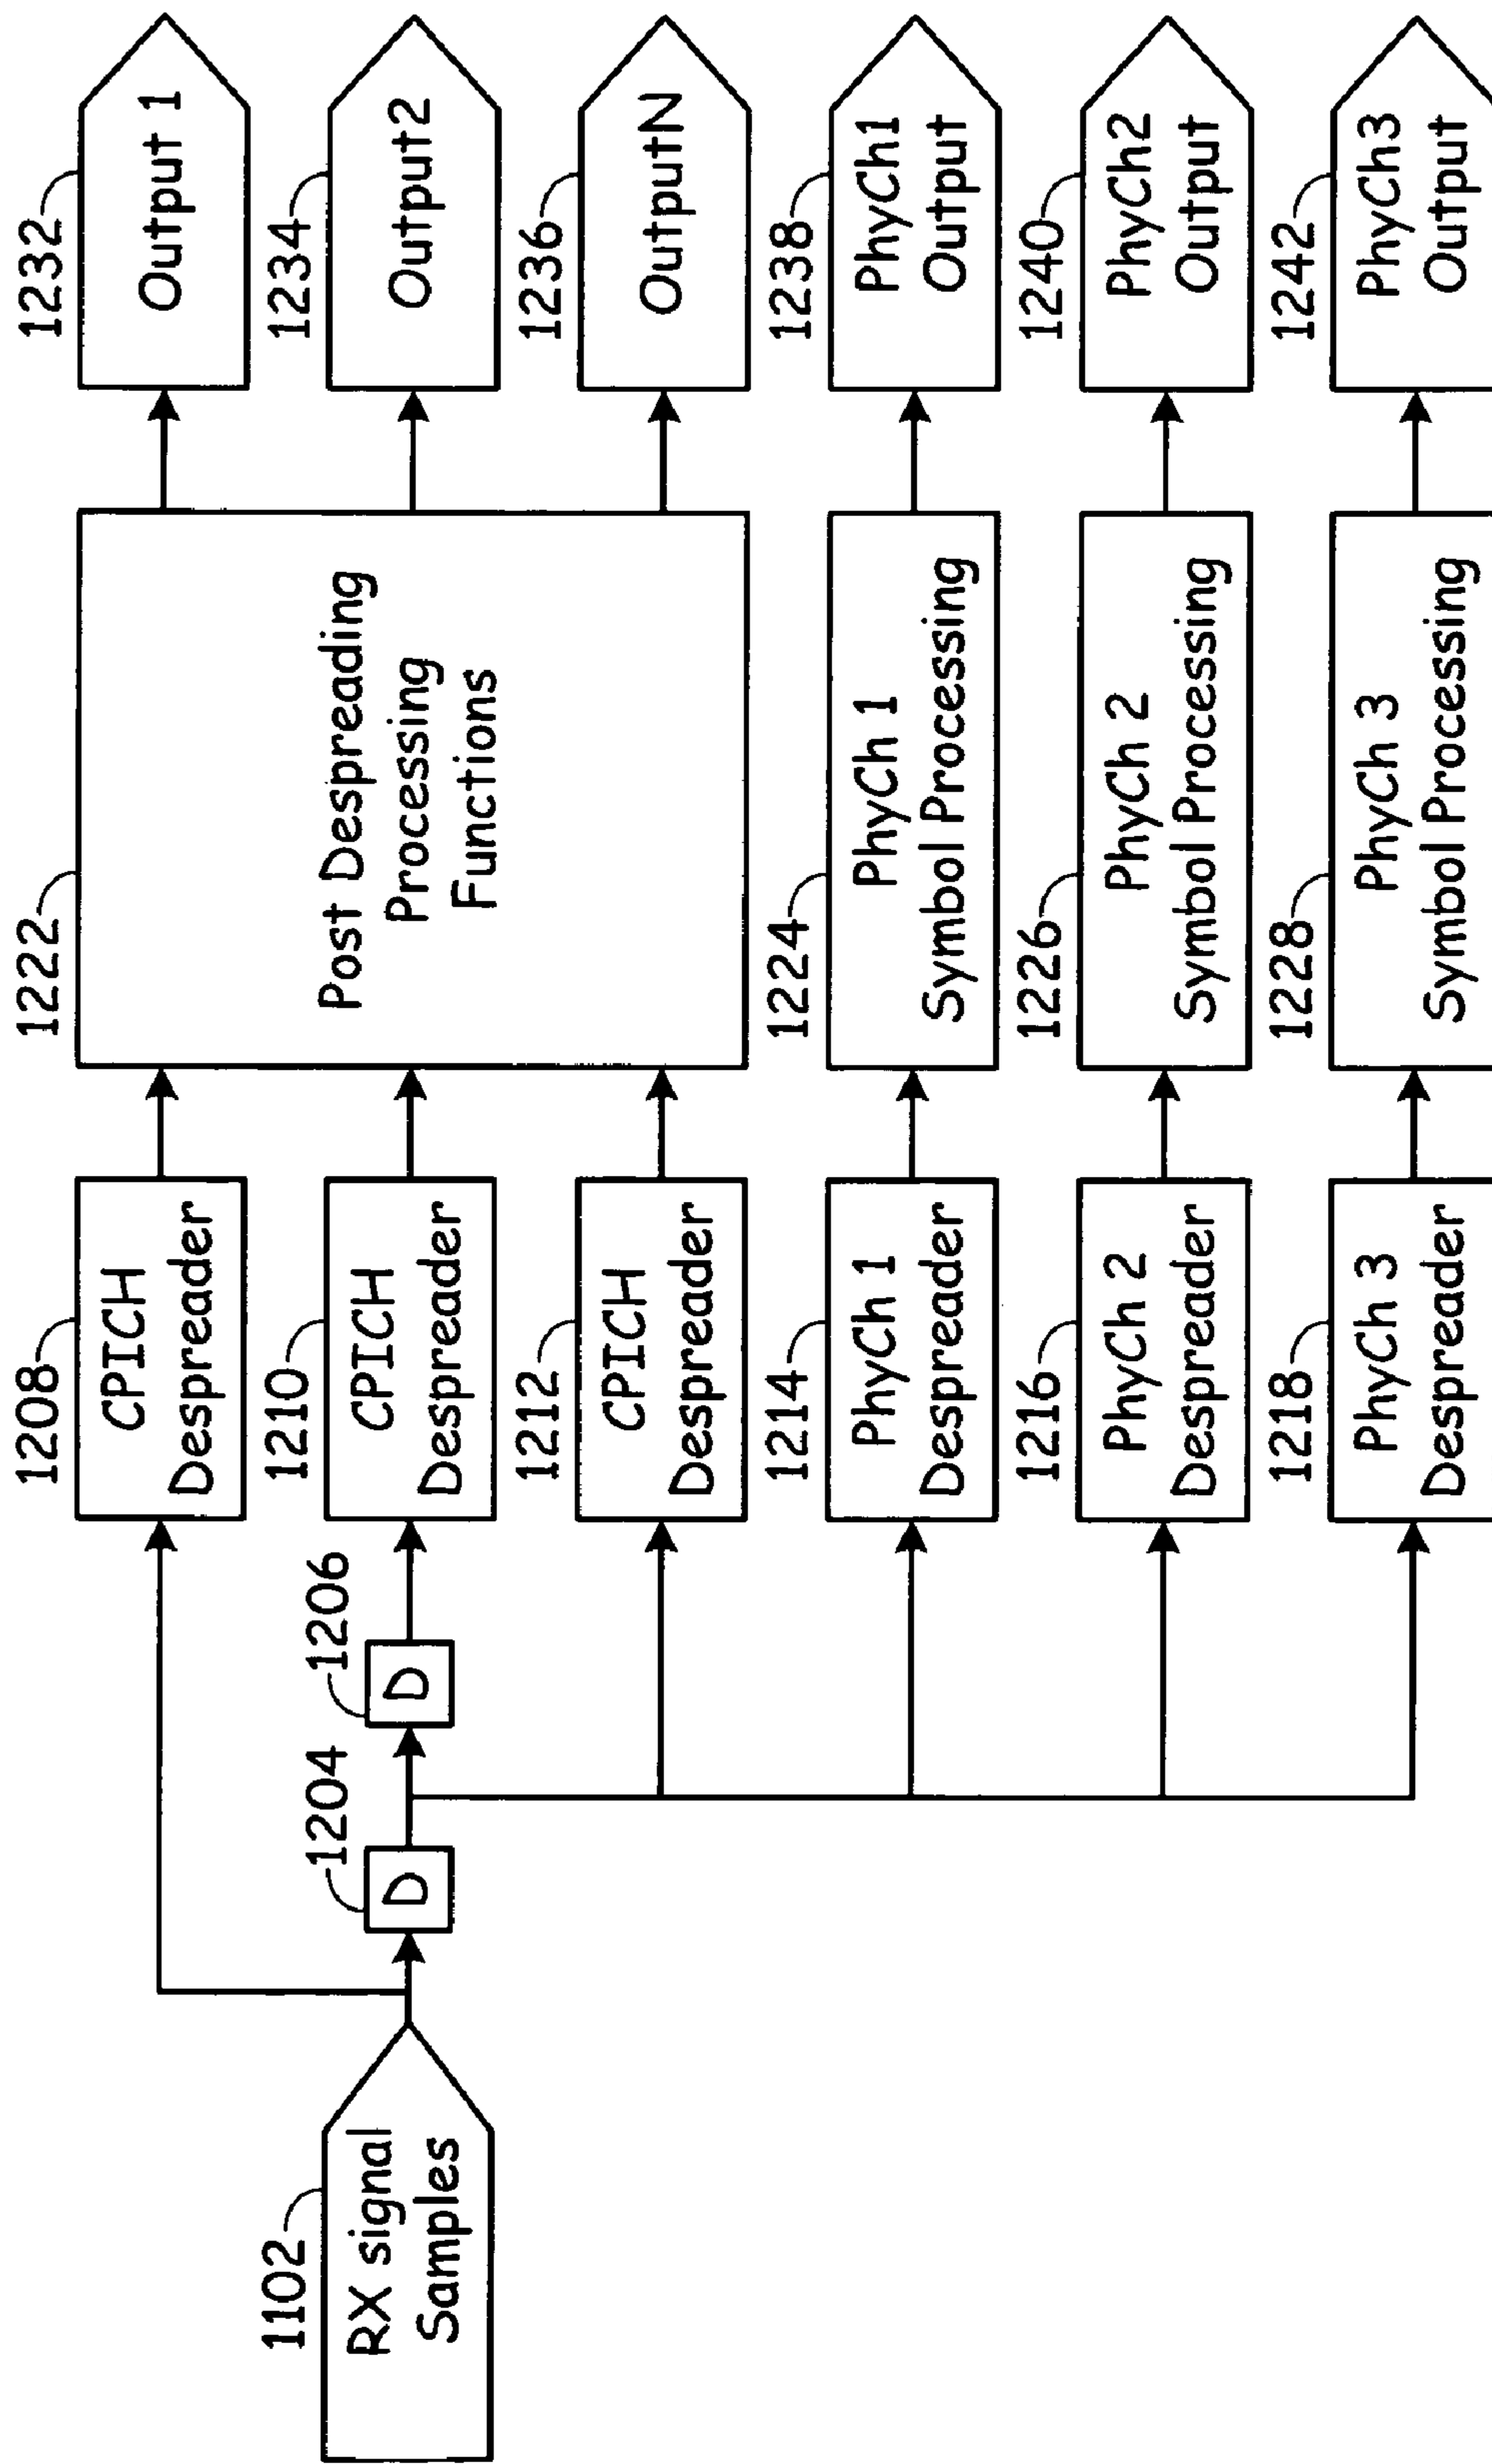 1102
RX signal
Samples
1204
D
1206
D
1208
CPICH
Despreader
1210
CPICH
Despreader
1212
CPICH
Despreader
1214
PhyCh 1
Despreader
1216
PhyCh 2
Despreader
1218
PhyCh 3
Despreader
1222
Post Despreading
Processing
Functions
1224
PhyCh 1
Symbol Processing
1226
PhyCh 2
Symbol Processing
1228
PhyCh 3
Symbol Processing
1232
Output 1
1234
Output2
1236
OutputN
1238
PhyCh1
Output
1240
PhyCh2
Output
1242
PhyCh3
Output